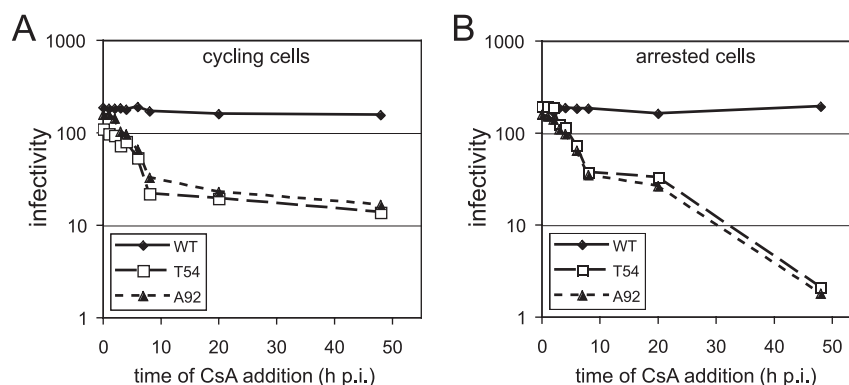 A
cycling cells
1000
100
10
1
infectivity
WT
T54
A92
0 10 20 30 40 50
time of CsA addition (h p.i.)
B
arrested cells
1000
100
10
1
infectivity
WT
T54
A92
0 10 20 30 40 50
time of CsA addition (h p.i.)